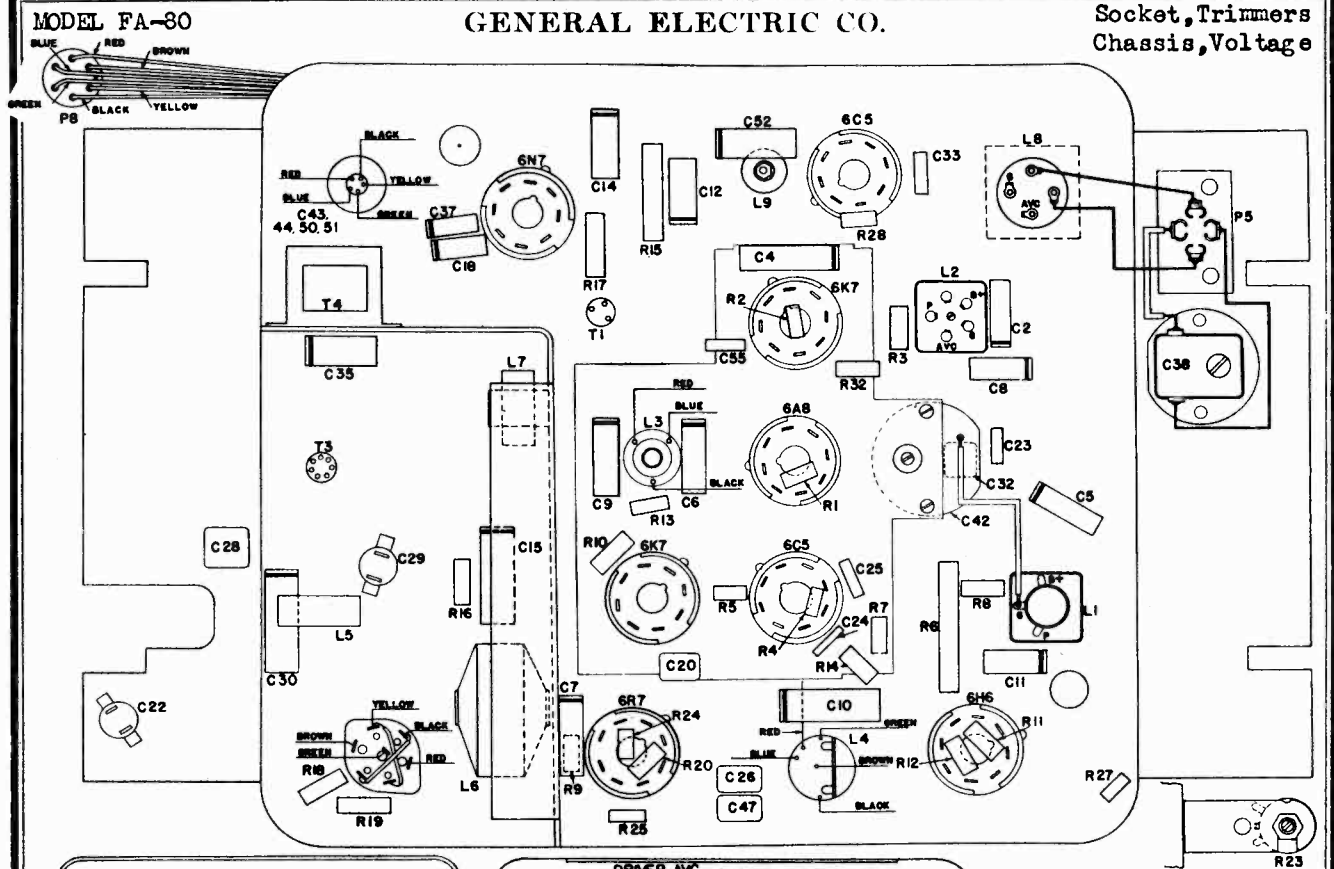 MODEL FA-80
GENERAL ELECTRIC CO.
Socket,Trimmers
Chassis,Voltage
BLUE
RED
BROWN
GREEN
BLACK
YELLOW
P8
BLACK
RED
YELLOW
BLUE
GREEN
C43,
44, 50, 51
6N7
C37
C18
C14
R17
T1
R15
C12
C52
L9
6C5
R28
C33
L8
G
AVC
P5
T4
C4
R2
6K7
L2
B+
P
G
AVC
R3
C2
C55
R32
C8
C38
C35
L7
RED
BLUE
L3
BLACK
C9
C6
R13
6A8
R1
C23
C32
C42
C5
T3
C28
C29
C15
R16
R10
6K7
6C5
R5
R4
C25
C24
R7
R14
R6
R8
B+
G
P
L1
L5
C30
C20
C11
C22
YELLOW
BLACK
BROWN
GREEN
RED
R18
R19
L6
C7
R9
6R7
R24
R20
R25
C10
RED
GREEN
L4
BLUE
BROWN
BLACK
C26
C47
6H6
R11
R12
R27
R23
DRIVER AVC